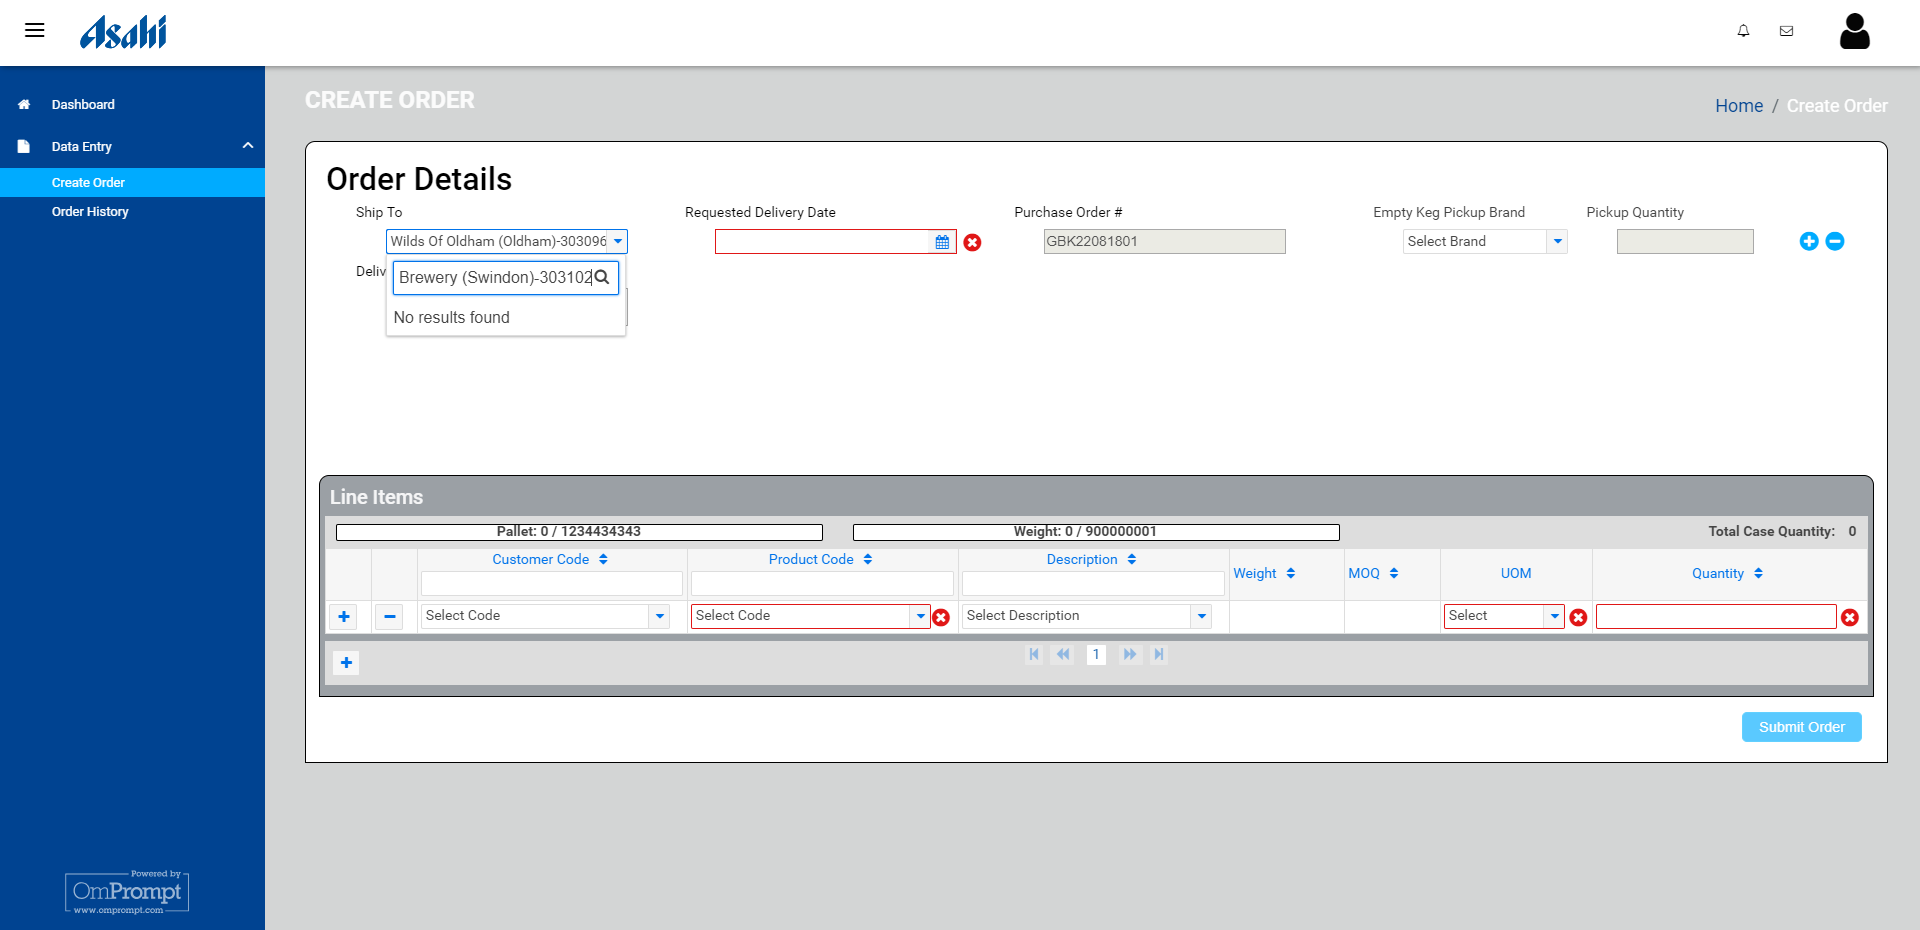 Asahi
Dashboard
Data Entry
Create Order
Order History
CREATE ORDER
Home / Create Order
Order Details
Ship To
Requested Delivery Date
Purchase Order #
Empty Keg Pickup Brand
Pickup Quantity
Wilds Of Oldham (Oldham)-303096
GBK22081801
Select Brand
Deliv
Brewery (Swindon)-303102
No results found
Line Items
Pallet: 0 / 1234434343
Weight: 0 / 900000001
Total Case Quantity: 0
Customer Code
Product Code
Description
Weight
MOQ
UOM
Quantity
Select Code
Select Code
Select Description
Select
1
Submit Order
Powered by
OmPrompt
www.omprompt.com